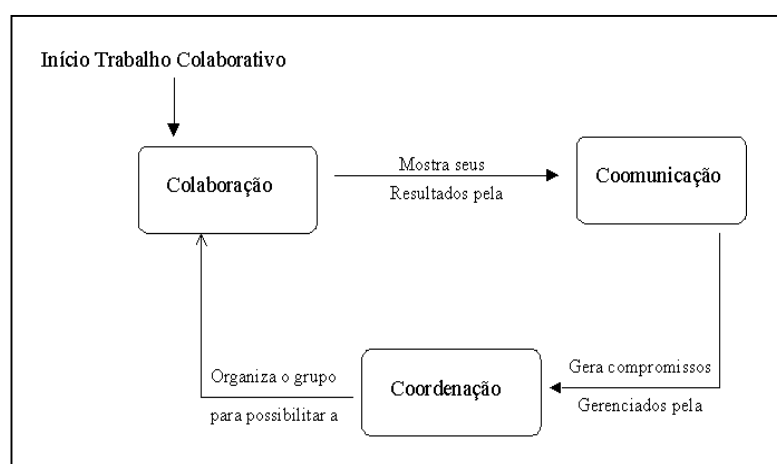 Início Trabalho Colaborativo
Colaboração
Mostra seus
Resultados pela
Coomunicação
Gera compromissos
Gerenciados pela
Coordenação
Organiza o grupo
para possibilitar a